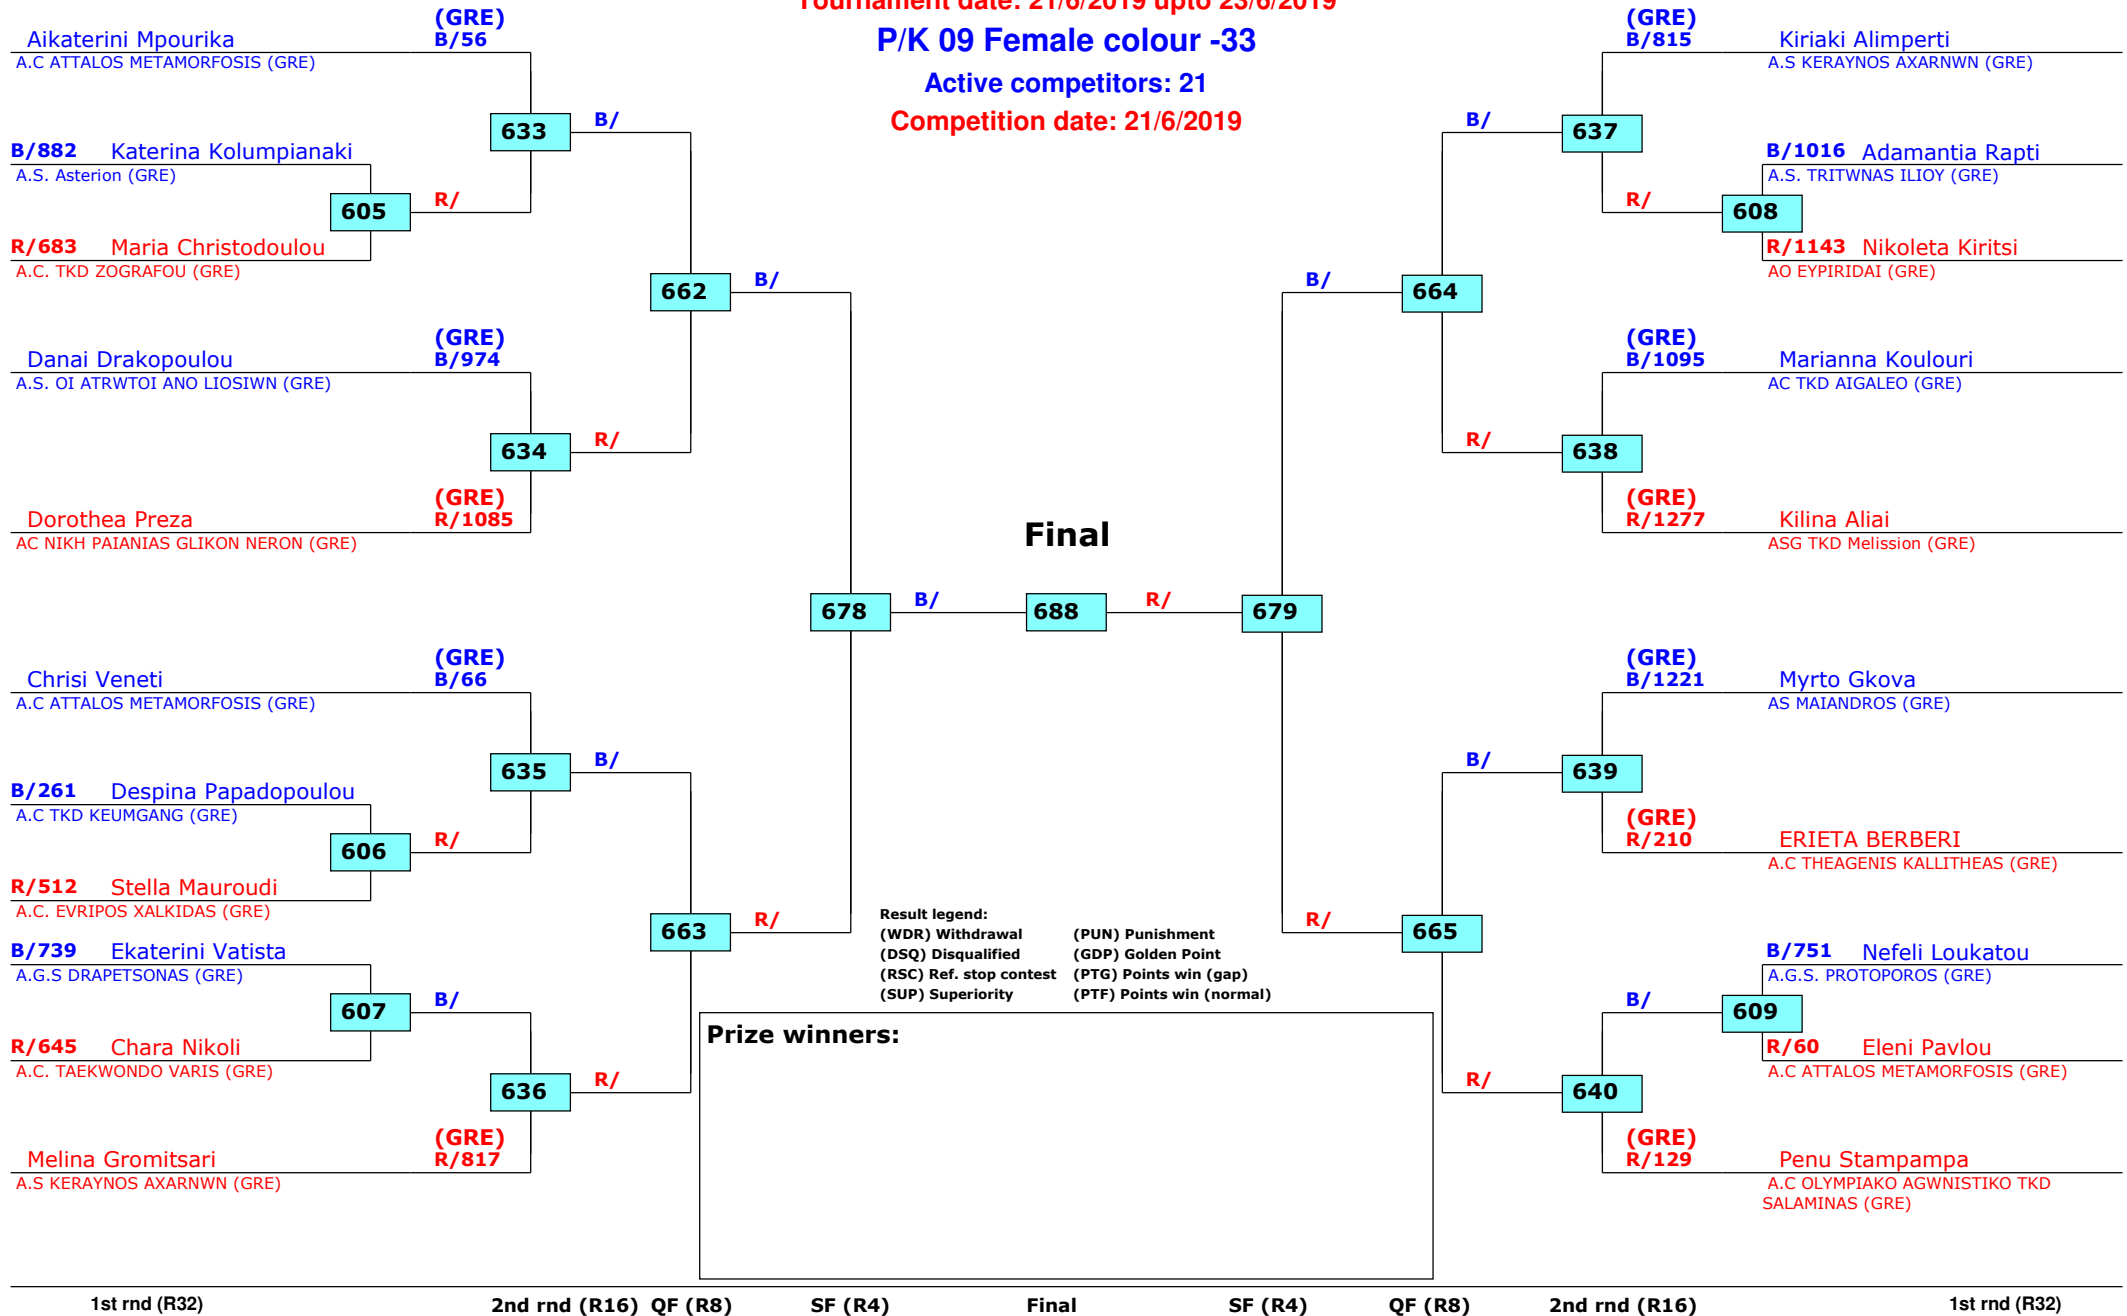 Tournament date: 21/6/2019 upto 23/6/2019
P/K 09 Female colour -33
Active competitors: 21
Competition date: 21/6/2019
(GRE)
Aikaterini Mpourika B/56
A.C ATTALOS METAMORFOSIS (GRE)
633 B/
B/882 Katerina Kolumpianaki
A.S. Asterion (GRE)
605 R/
R/683 Maria Christodoulou
A.C. TKD ZOGRAFOU (GRE)
662 B/
(GRE)
Danai Drakopoulou B/974
A.S. OI ATRWTOI ANO LIOSIWN (GRE)
634 R/
(GRE)
Dorothea Preza R/1085
AC NIKH PAIANIAS GLIKON NERON (GRE)
678 B/
(GRE)
Chrisi Veneti B/66
A.C ATTALOS METAMORFOSIS (GRE)
635 B/
B/261 Despina Papadopoulou
A.C TKD KEUMGANG (GRE)
606 R/
R/512 Stella Mauroudi
A.C. EVRIPOS XALKIDAS (GRE)
663 R/
B/739 Ekaterini Vatista
A.G.S DRAPETSONAS (GRE)
607 B/
R/645 Chara Nikoli
A.C. TAEKWONDO VARIS (GRE)
636 R/
(GRE)
Melina Gromitsari R/817
A.S KERAYNOS AXARNWN (GRE)
Final
688
(GRE)
B/815 Kiriaki Alimperti
A.S KERAYNOS AXARNWN (GRE)
B/ 637
B/1016 Adamantia Rapti
A.S. TRITWNAS ILIOY (GRE)
R/ 608
R/1143 Nikoleta Kiritsi
AO EYPIRIDAI (GRE)
B/ 664
(GRE)
B/1095 Marianna Koulouri
AC TKD AIGALEO (GRE)
R/ 638
(GRE)
R/1277 Kilina Aliai
ASG TKD Melission (GRE)
R/ 679
(GRE)
B/1221 Myrto Gkova
AS MAIANDROS (GRE)
B/ 639
(GRE)
R/210 ERIETA BERBERI
A.C THEAGENIS KALLITHEAS (GRE)
R/ 665
B/751 Nefeli Loukatou
A.G.S. PROTOPOROS (GRE)
B/ 609
R/60 Eleni Pavlou
A.C ATTALOS METAMORFOSIS (GRE)
R/ 640
(GRE)
R/129 Penu Stampampa
A.C OLYMPIAKO AGWNISTIKO TKD
SALAMINAS (GRE)
Result legend:
(WDR) Withdrawal (PUN) Punishment
(DSQ) Disqualified (GDP) Golden Point
(RSC) Ref. stop contest (PTG) Points win (gap)
(SUP) Superiority (PTF) Points win (normal)
Prize winners:
1st rnd (R32) 2nd rnd (R16) QF (R8) SF (R4) Final SF (R4) QF (R8) 2nd rnd (R16) 1st rnd (R32)